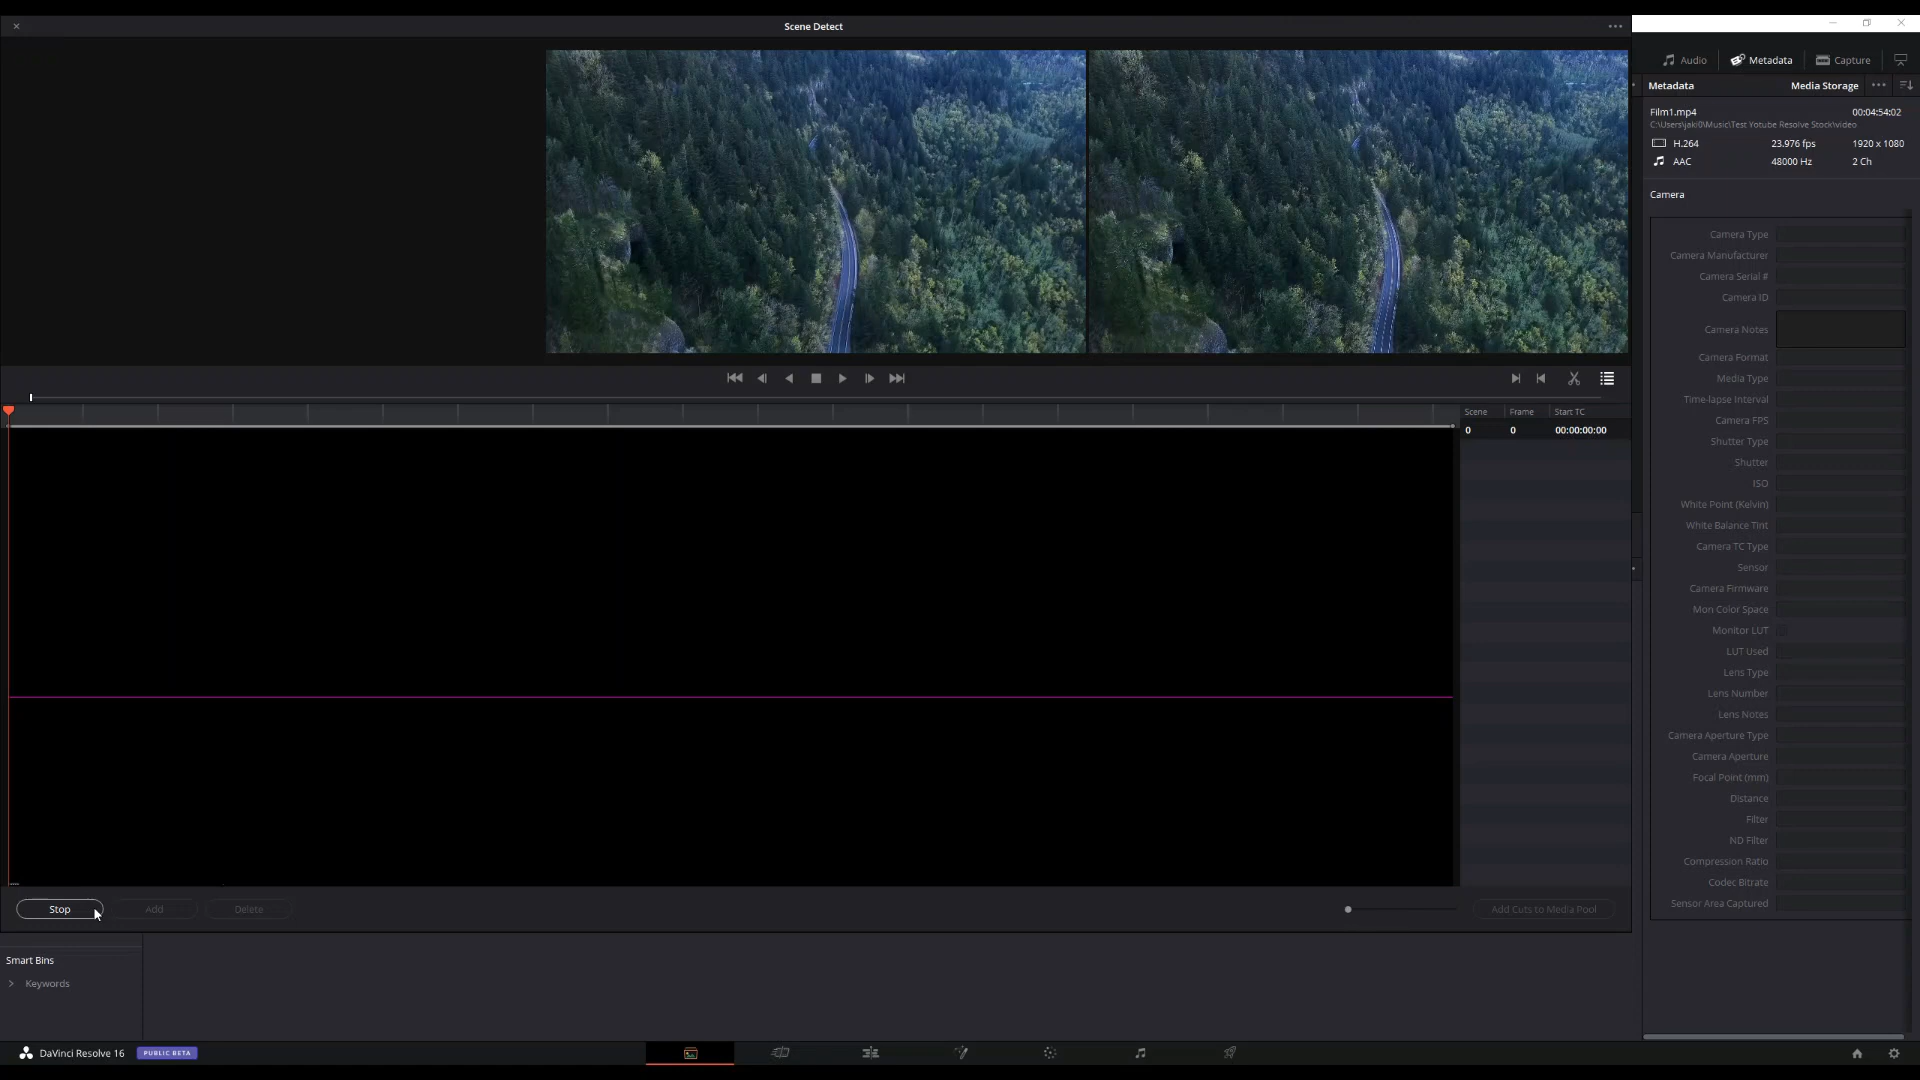 Scene Detect
Audio
Metadata
Capture
Metadata
Media Storage
Film1.mp4
00:04:54:02
C:\Users\jaki0\Music\Test Yotube Resolve Stock\video
H.264
23.976 fps
1920 x 1080
AAC
48000 Hz
2 Ch
Camera
Camera Type
Camera Manufacturer
Camera Serial #
Camera ID
Camera Notes
Camera Format
Media Type
Time-lapse Interval
Camera FPS
Shutter Type
Shutter
ISO
White Point (Kelvin)
White Balance Tint
Camera TC Type
Sensor
Camera Firmware
Mon Color Space
Monitor LUT
LUT Used
Lens Type
Lens Number
Lens Notes
Camera Aperture Type
Camera Aperture
Focal Point (mm)
Distance
Filter
ND Filter
Compression Ratio
Codec Bitrate
Sensor Area Captured
Scene
Frame
Start TC
0
0
00:00:00:00
Stop
Add
Delete
Add Cuts to Media Pool
Smart Bins
Keywords
DaVinci Resolve 16
PUBLIC BETA